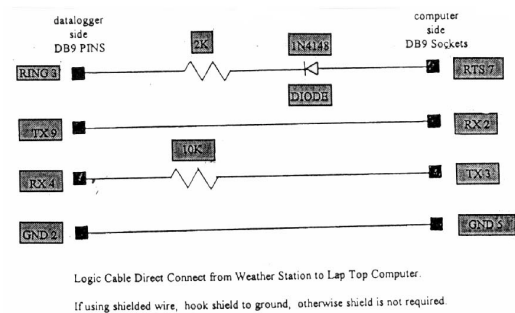 datalogger
side
DB9 PINS
computer
side
DB9 Sockets
2K
1N4148
RING 3
RTS 7
DIODE
TX 9
RX 2
10K
RX 4
TX 3
GND 2
GND 5
Logic Cable Direct Connect from Weather Station to Lap Top Computer.
If using shielded wire, hook shield to ground, otherwise shield is not required.